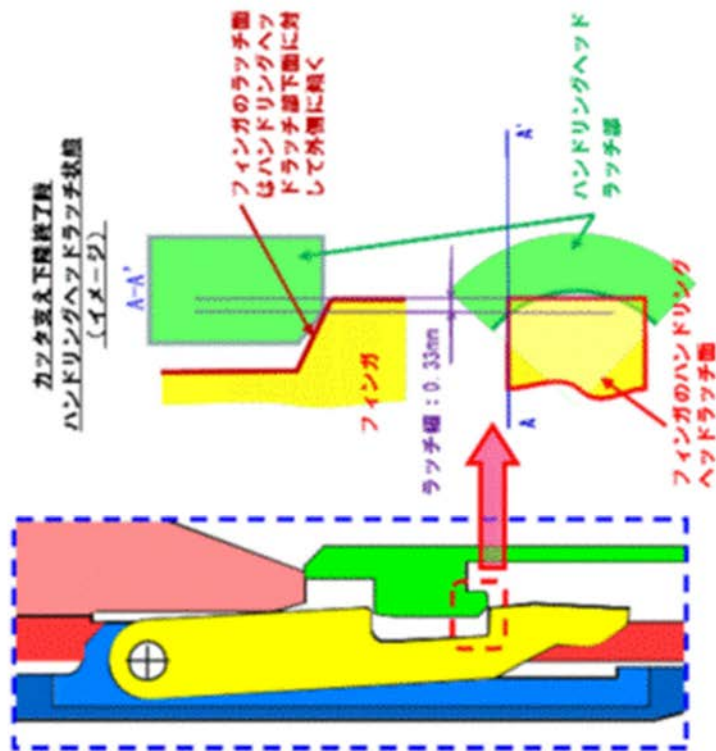 カッタ支え下降終了段
ハンドリングヘッドラッチ状態
（イメージ）
A-A'
フィンガのラッチ面
はハンドリングヘッ
ドラッチ部下面に対
して外側に傾く
フィンガ
ラッチ幅：0.33mm
A
A'
ハンドリングヘッド
ラッチ部
フィンガのハンドリング
ヘッドラッチ面